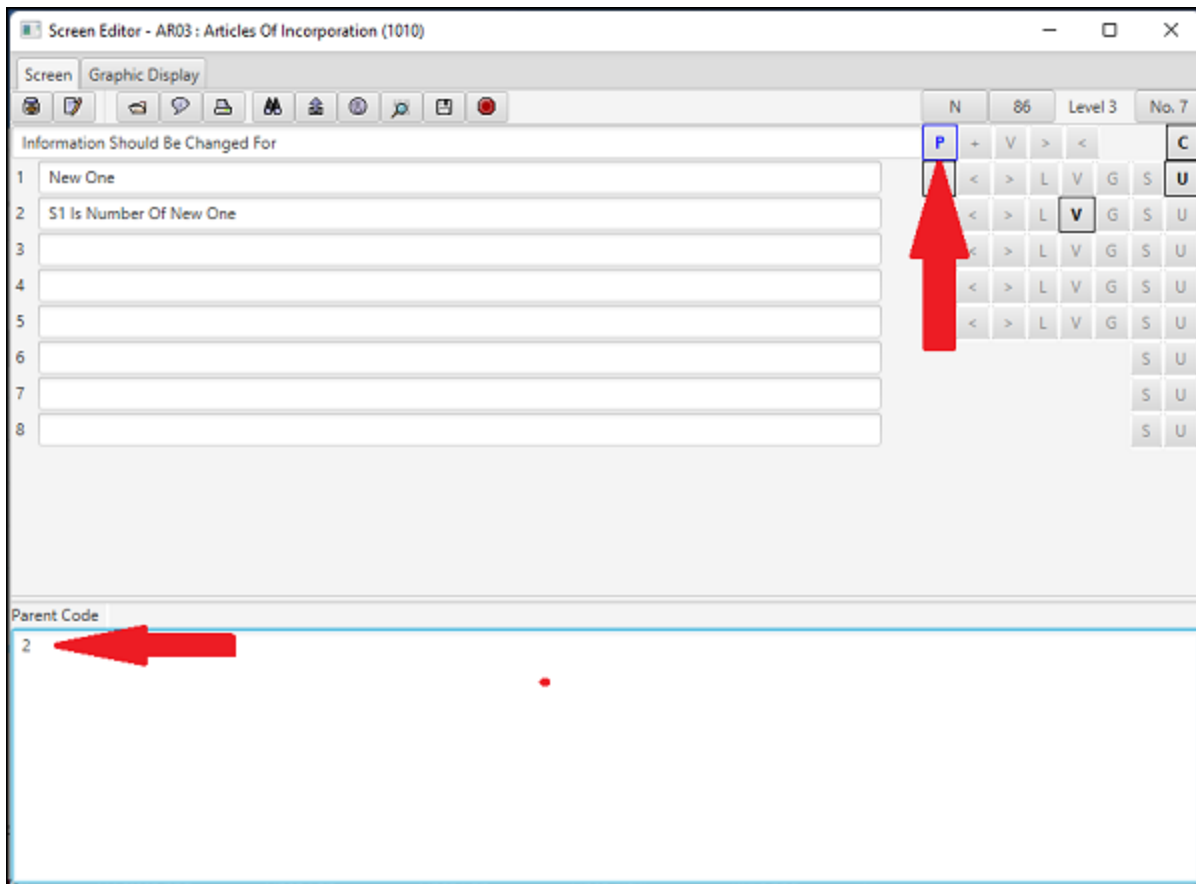 Screen Editor - AR03 : Articles Of Incorporation (1010)
Screen Graphic Display
N 86 Level 3 No. 7
Information Should Be Changed For P + V > < C
1 New One < > L V G S U
2 S1 Is Number Of New One < > L V G S U
3 < > L V G S U
4 < > L V G S U
5 < > L V G S U
6 S U
7 S U
8 S U
Parent Code
2